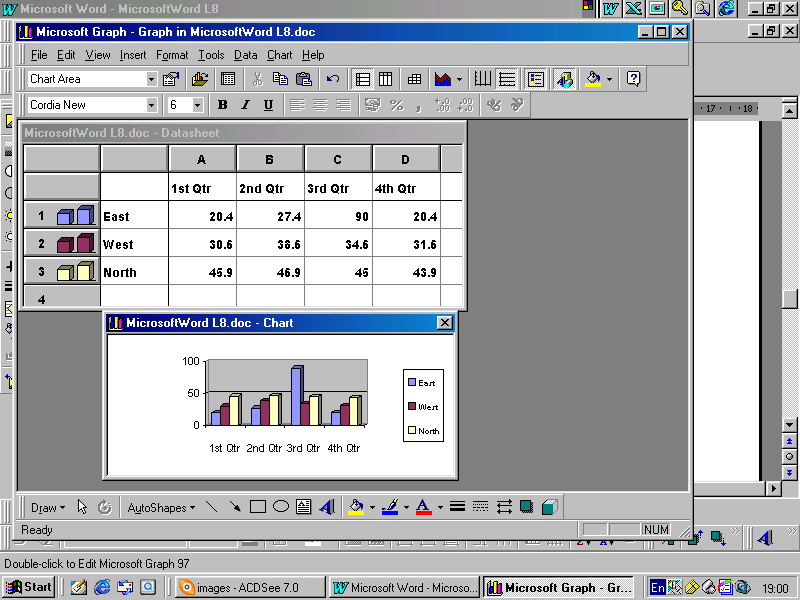 Microsoft Word - MicrosoftWord L8
Microsoft Graph - Graph in MicrosoftWord L8.doc
File Edit View Insert Format Tools Data Chart Help
Chart Area
Cordia New 6 B I U
17 18
MicrosoftWord L8.doc - Datasheet
A B C D
1st Qtr 2nd Qtr 3rd Qtr 4th Qtr
1 East 20.4 27.4 90 20.4
2 West 30.6 38.6 34.6 31.6
3 North 45.9 46.9 45 43.9
4
MicrosoftWord L8.doc - Chart
100
50
0
1st Qtr 2nd Qtr 3rd Qtr 4th Qtr
East
West
North
Draw AutoShapes
Ready NUM
Double-click to Edit Microsoft Graph 97
Start images - ACDSee 7.0 Microsoft Word - Microso... Microsoft Graph - Gr... En 19:00